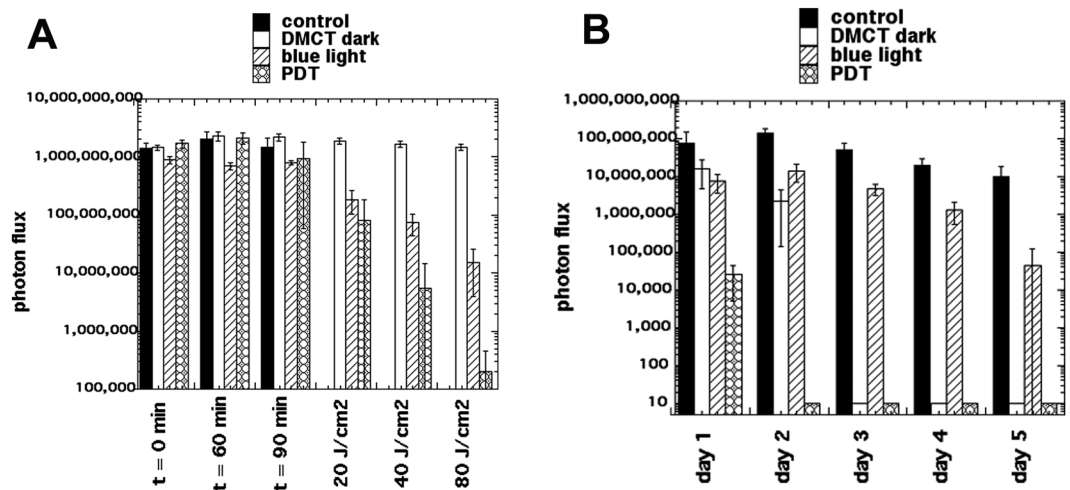 A
control
DMCT dark
blue light
PDT
10,000,000,000
1,000,000,000
100,000,000
10,000,000
1,000,000
100,000
photon flux
t = 0 min
t = 60 min
t = 90 min
20 J/cm2
40 J/cm2
80 J/cm2
B
control
DMCT dark
blue light
PDT
1,000,000,000
100,000,000
10,000,000
1,000,000
100,000
10,000
1,000
100
10
photon flux
day 1
day 2
day 3
day 4
day 5